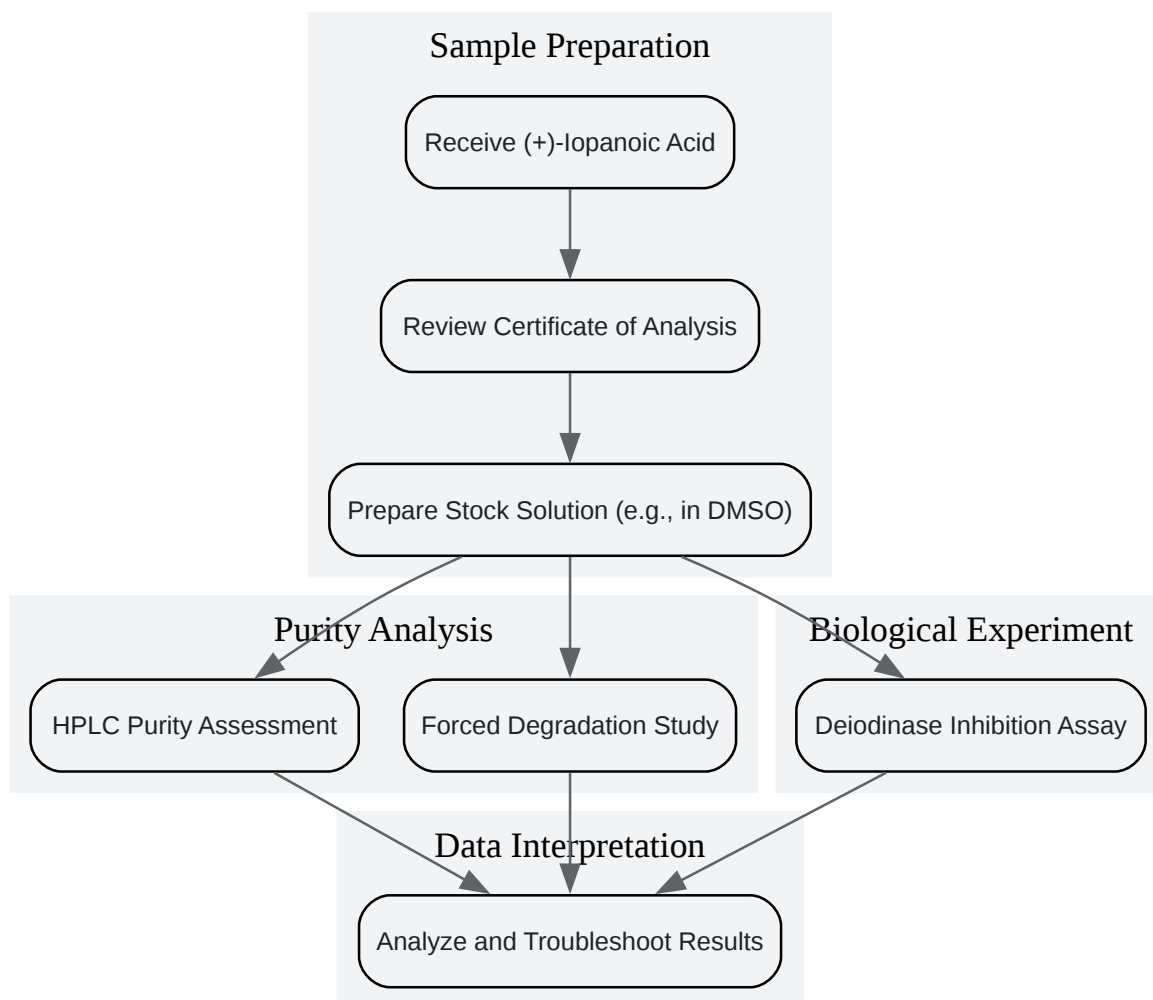 Sample Preparation
Receive (+)-Iopanoic Acid
Review Certificate of Analysis
Prepare Stock Solution (e.g., in DMSO)
Purity Analysis
Biological Experiment
HPLC Purity Assessment
Forced Degradation Study
Deiodinase Inhibition Assay
Data Interpretation
Analyze and Troubleshoot Results